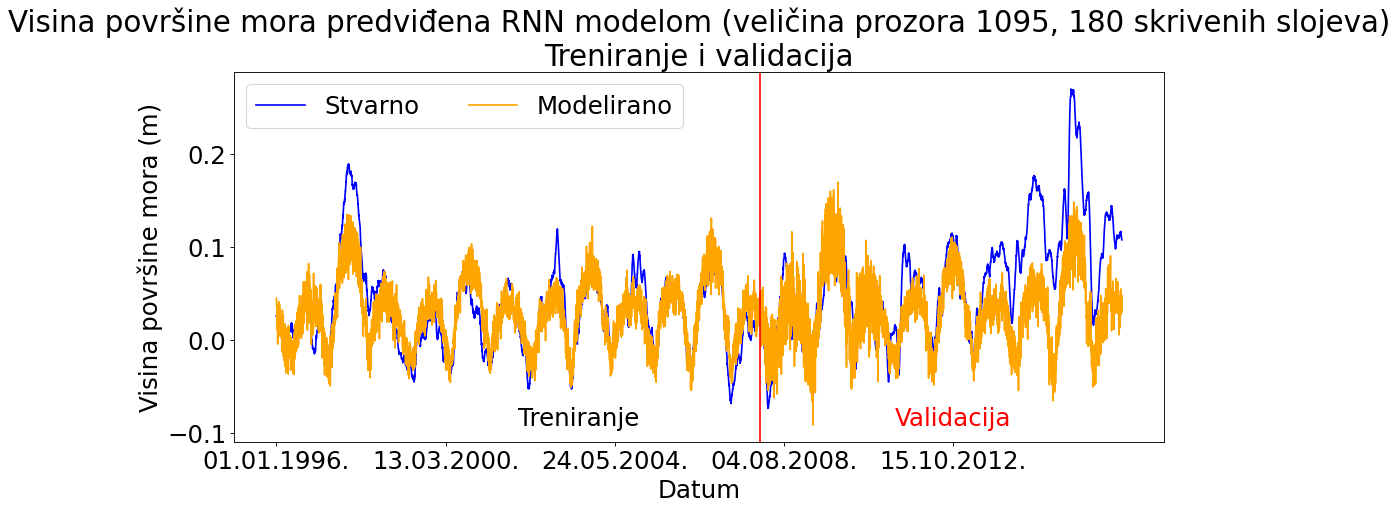 Visina površine mora predviđena RNN modelom (veličina prozora 1095, 180 skrivenih slojeva)
Treniranje i validacija
Stvarno
Modelirano
Visina površine mora (m)
0.2
0.1
0.0
−0.1
Treniranje
Validacija
01.01.1996.
13.03.2000.
24.05.2004.
04.08.2008.
15.10.2012.
Datum